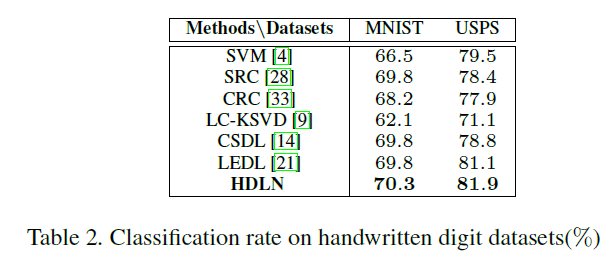 Methods\Datasets MNIST USPS
SVM [4] 66.5 79.5
SRC [28] 69.8 78.4
CRC [33] 68.2 77.9
LC-KSVD [9] 62.1 71.1
CSDL [14] 69.8 78.8
LEDL [21] 69.8 81.1
HDLN 70.3 81.9
Table 2. Classification rate on handwritten digit datasets(%)